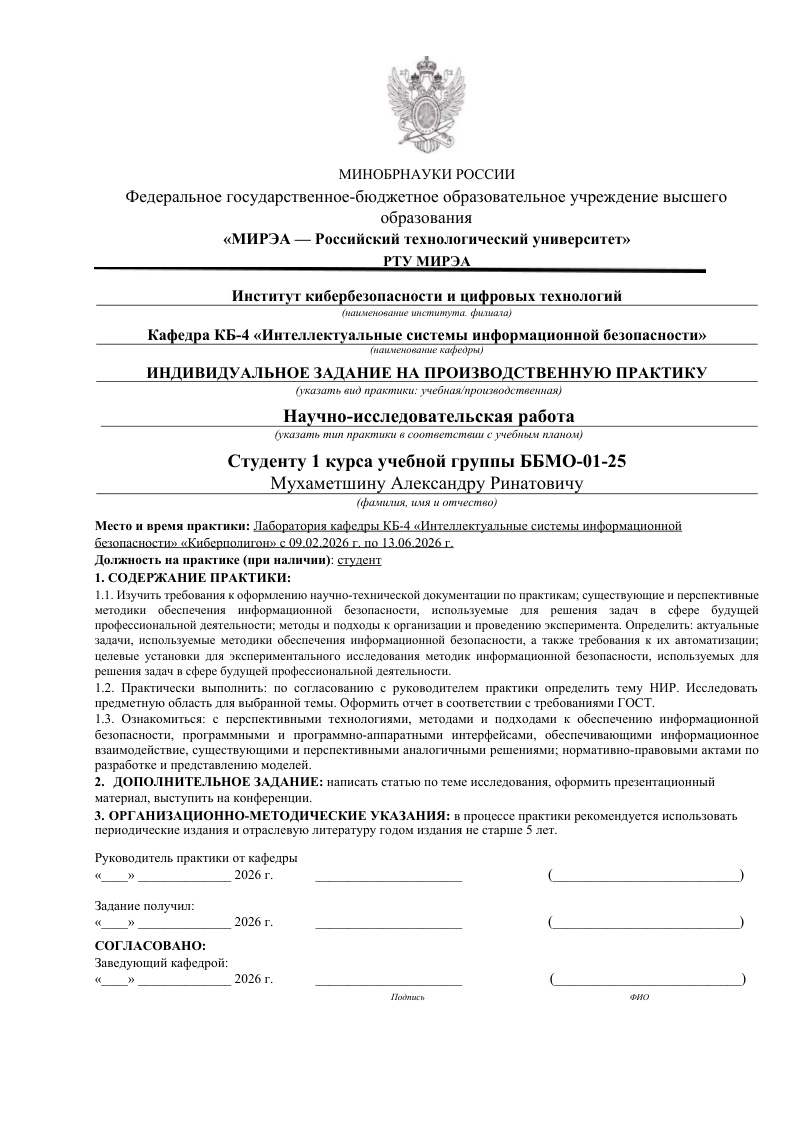 МИНОБРНАУКИ РОССИИ
Федеральное государственное-бюджетное образовательное учреждение высшего
образования
«МИРЭА — Российский технологический университет»
РТУ МИРЭА
Институт кибербезопасности и цифровых технологий
(наименование института. филиала)
Кафедра КБ-4 «Интеллектуальные системы информационной безопасности»
(наименование кафедры)
ИНДИВИДУАЛЬНОЕ ЗАДАНИЕ НА ПРОИЗВОДСТВЕННУЮ ПРАКТИКУ
(указать вид практики: учебная/производственная)
Научно-исследовательская работа
(указать тип практики в соответствии с учебным планом)
Студенту 1 курса учебной группы ББМО-01-25
Мухаметшину Александру Ринатовичу
(фамилия, имя и отчество)
Место и время практики: Лаборатория кафедры КБ-4 «Интеллектуальные системы информационной
безопасности» «Киберполигон» с 09.02.2026 г. по 13.06.2026 г.
Должность на практике (при наличии): студент
1. СОДЕРЖАНИЕ ПРАКТИКИ:
1.1. Изучить требования к оформлению научно-технической документации по практикам; существующие и перспективные
методики обеспечения информационной безопасности, используемые для решения задач в сфере будущей
профессиональной деятельности; методы и подходы к организации и проведению эксперимента. Определить: актуальные
задачи, используемые методики обеспечения информационной безопасности, а также требования к их автоматизации;
целевые установки для экспериментального исследования методик информационной безопасности, используемых для
решения задач в сфере будущей профессиональной деятельности.
1.2. Практически выполнить: по согласованию с руководителем практики определить тему НИР. Исследовать
предметную область для выбранной темы. Оформить отчет в соответствии с требованиями ГОСТ.
1.3. Ознакомиться: с перспективными технологиями, методами и подходами к обеспечению информационной
безопасности, программными и программно-аппаратными интерфейсами, обеспечивающими информационное
взаимодействие, существующими и перспективными аналогичными решениями; нормативно-правовыми актами по
разработке и представлению моделей.
2. ДОПОЛНИТЕЛЬНОЕ ЗАДАНИЕ: написать статью по теме исследования, оформить презентационный
материал, выступить на конференции.
3. ОРГАНИЗАЦИОННО-МЕТОДИЧЕСКИЕ УКАЗАНИЯ: в процессе практики рекомендуется использовать
периодические издания и отраслевую литературу годом издания не старше 5 лет.
Руководитель практики от кафедры
«____» ______________ 2026 г. ______________________ (____________________________)
Задание получил:
«____» ______________ 2026 г. ______________________ (____________________________)
СОГЛАСОВАНО:
Заведующий кафедрой:
«____» ______________ 2026 г. ______________________ (____________________________)
Подпись ФИО